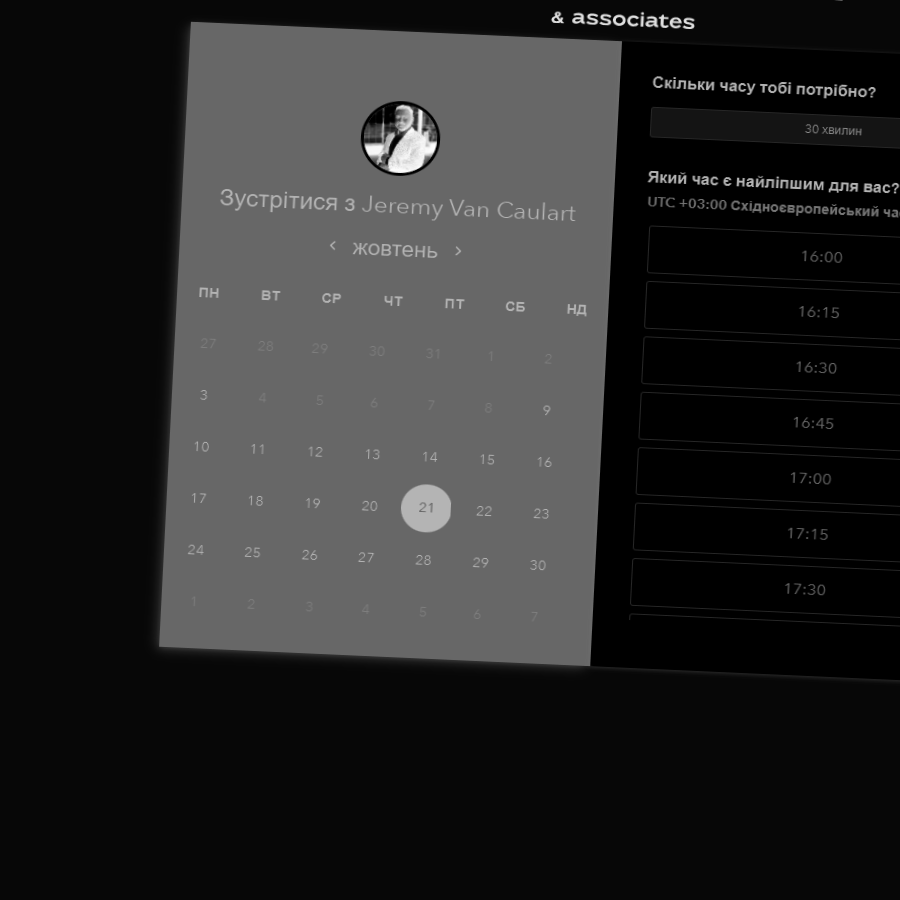 & associates
Зустрітися з Jeremy Van Caulart
‹ жовтень ›
ПН ВТ СР ЧТ ПТ СБ НД
27 28 29 30 31 1 2
3 4 5 6 7 8 9
10 11 12 13 14 15 16
17 18 19 20 21 22 23
24 25 26 27 28 29 30
1 2 3 4 5 6 7
Скільки часу тобі потрібно?
30 хвилин
Який час є найліпшим для вас?
UTC +03:00 Східноєвропейський
16:00
16:15
16:30
16:45
17:00
17:15
17:30